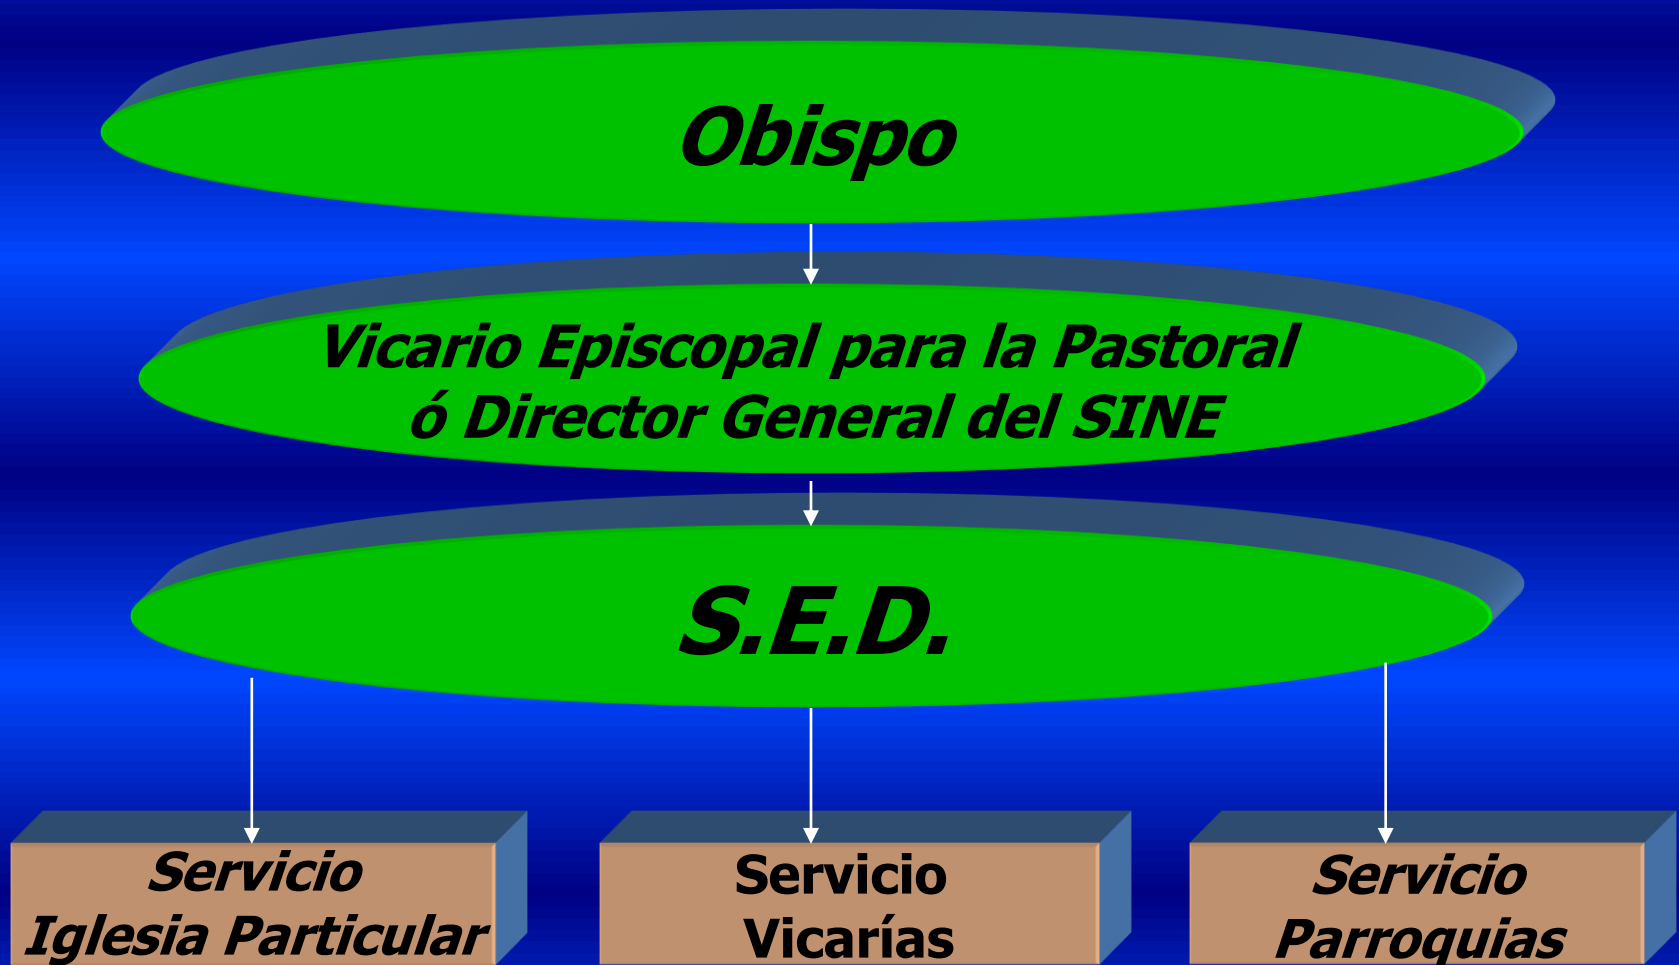 Obispo
Vicario Episcopal para la Pastoral
ó Director General del SINE
S.E.D.
Servicio
Iglesia Particular
Servicio
Vicarías
Servicio
Parroquias